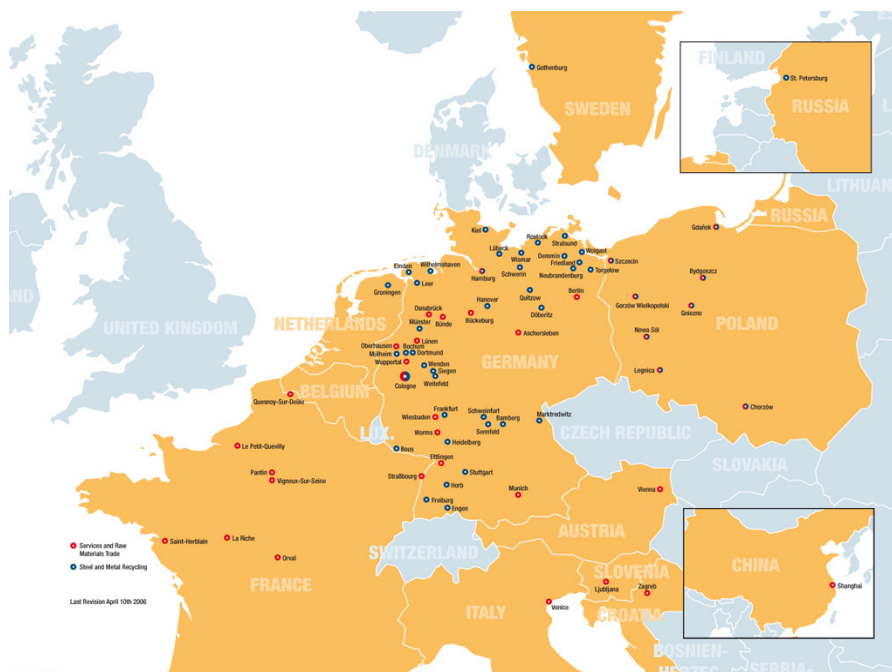 Gothenburg
SWEDEN
FINLAND
St. Petersburg
RUSSIA
DENMARK
LITHUAN
RUSSIA
UNITED KINGDOM
LAND
Kiel
Rostock
Stralsund
Wolgast
Gdańsk
Lübeck
Wismar
Demmin
Szczecin
Emden
Wilhelmshaven
Schwerin
Friedland
Bydgoszcz
Leer
Hamburg
Neubrandenburg
Torgelow
Groningen
Quitzow
Berlin
Gorzów Wielkopolski
Gniezno
Osnabrück
Hanover
Döberitz
NETHERLANDS
Münster
Bünde
Bückeburg
POLAND
Aschersleben
Nowa Sól
Oberhausen
Lünen
Bochum
Mülheim
Dortmund
GERMANY
Wuppertal
Wenden
Siegen
Legnica
Cologne
Weitefeld
BELGIUM
Quesnoy-Sur-Deûle
Chorzów
Wiesbaden
Frankfurt
Schweinfurt
Bamberg
Marktredwitz
Sennfeld
LUX.
Worms
CZECH REPUBLIC
Le Petit-Quevilly
Heidelberg
Bous
Ettlingen
SLOVAKIA
Pantin
Vigneux-Sur-Seine
Straßbourg
Stuttgart
Horb
Munich
Vienna
Freiburg
Engen
AUSTRIA
Saint-Herblain
La Riche
Orval
SWITZERLAND
FRANCE
Services and Raw
Materials Trade
Steel and Metal Recycling
Last Revision April 10th 2006
SLOVENIA
Ljubljana
Zagreb
CROATIA
ITALY
Venice
CHINA
Shanghai
BOSNIEN-
HERZEG.
SERBIA-